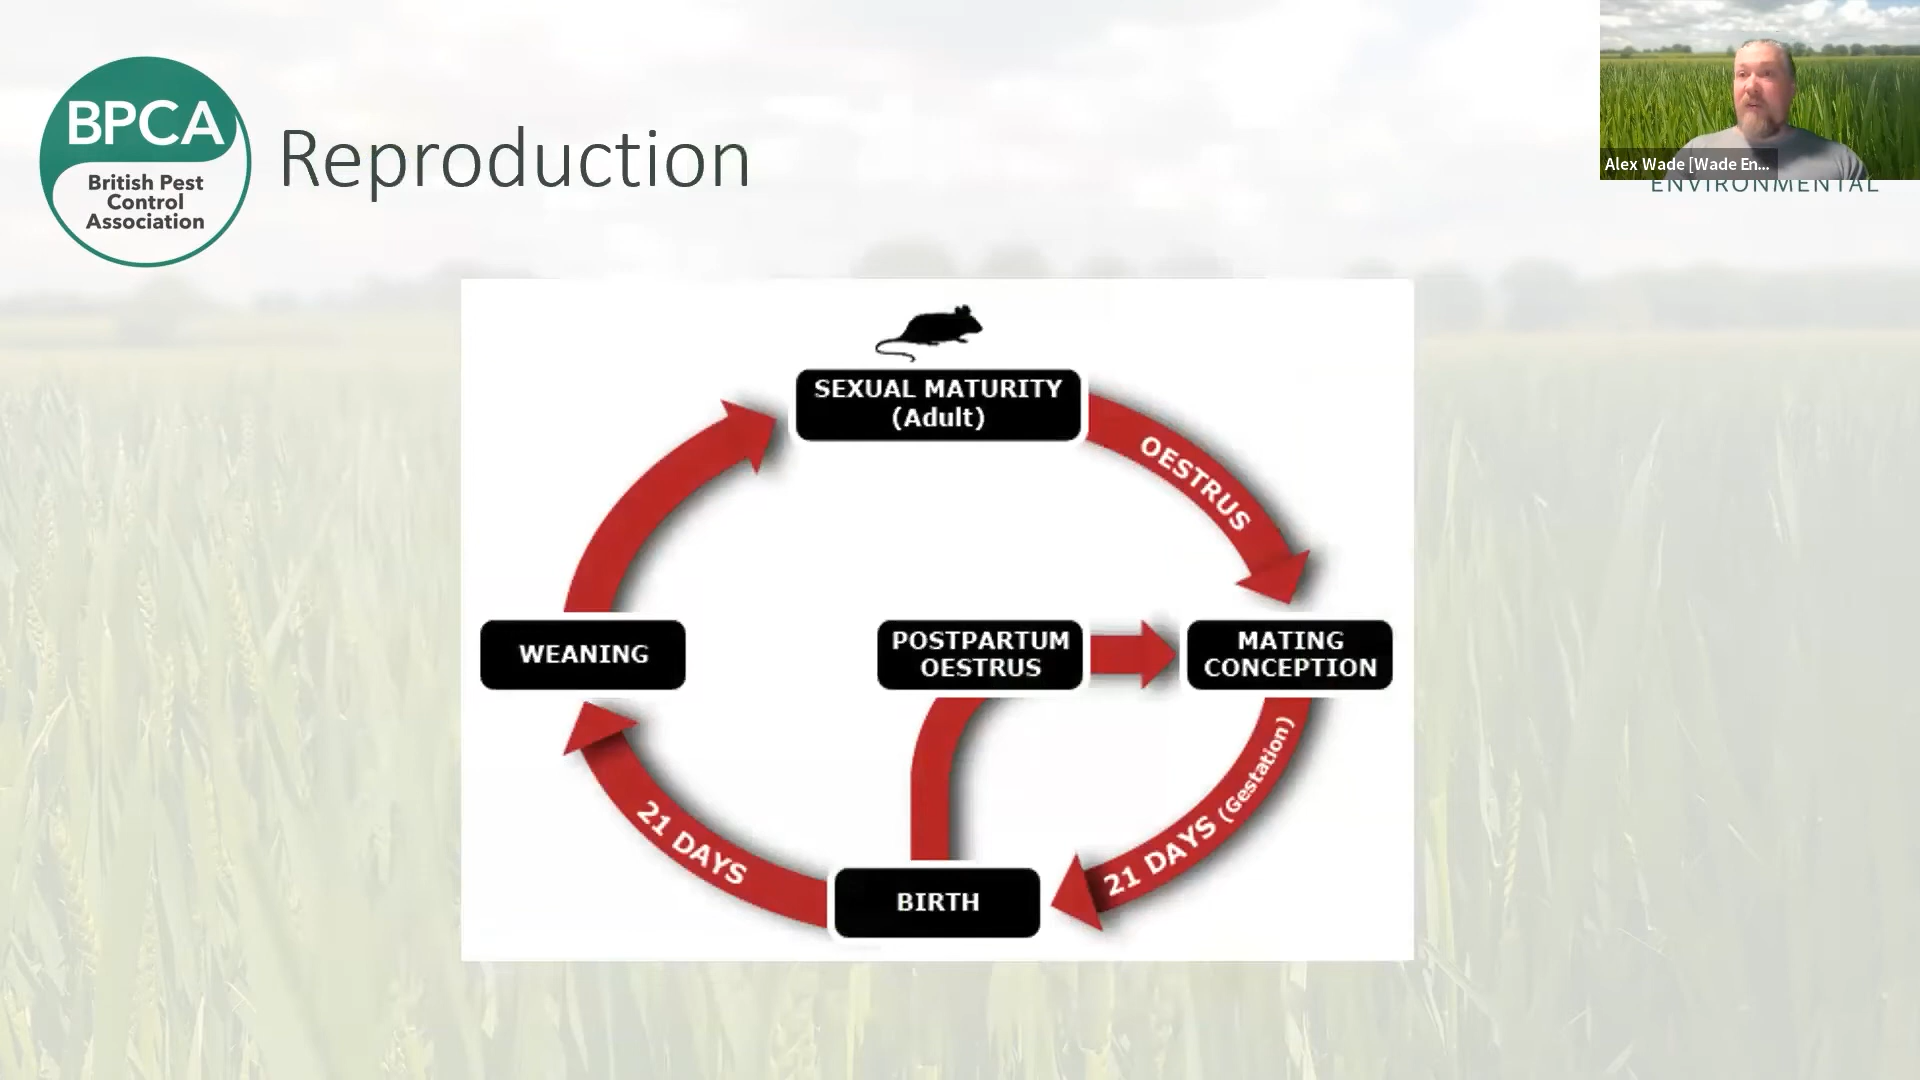 BPCA
British Pest
Control
Association
Reproduction
Alex Wade [Wade En...
ENVIRONMENTAL
SEXUAL MATURITY
(Adult)
OESTRUS
WEANING
POSTPARTUM
OESTRUS
MATING
CONCEPTION
21 DAYS
21 DAYS (Gestation)
BIRTH